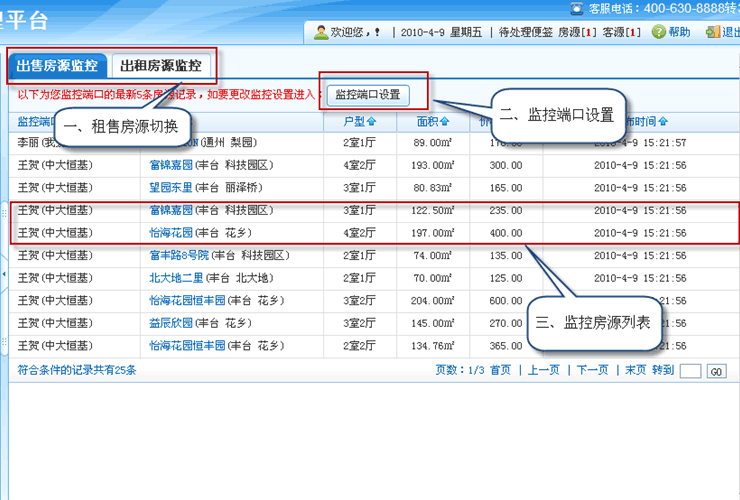 理平台
客服电话：400-630-8888转
欢迎您，！ | 2010-4-9 星期五 | 待处理便签 房源[1] 客源[1] 帮助 退出
出售房源监控 出租房源监控
以下为您监控端口的最新5条房源记录，如要更改监控设置进入： 监控端口设置
监控端口 户型 面积 价 布时间
李丽(我 ON(通州 梨园) 2室1厅 89.00㎡ 170.00 2010-4-9 15:21:57
王贺(中大恒基) 富锦嘉园(丰台 科技园区) 4室2厅 193.00㎡ 300.00 2010-4-9 15:21:56
王贺(中大恒基) 望园东里(丰台 丽泽桥) 3室1厅 80.83㎡ 165.00 2010-4-9 15:21:56
王贺(中大恒基) 富锦嘉园(丰台 科技园区) 3室1厅 122.50㎡ 235.00 2010-4-9 15:21:56
王贺(中大恒基) 怡海花园(丰台 花乡) 4室2厅 197.00㎡ 400.00 2010-4-9 15:21:56
王贺(中大恒基) 富丰路8号院(丰台 科技园区) 2室1厅 74.00㎡ 135.00 2010-4-9 15:21:56
王贺(中大恒基) 北大地二里(丰台 北大地) 2室1厅 70.00㎡ 125.00 2010-4-9 15:21:56
王贺(中大恒基) 怡海花园恒丰园(丰台 花乡) 3室2厅 204.00㎡ 600.00 21:56
王贺(中大恒基) 益辰欣园(丰台 花乡) 3室2厅 145.00㎡ 270.00 21:56
王贺(中大恒基) 怡海花园恒丰园(丰台 花乡) 2室2厅 134.76㎡ 365.00 21:56
符合条件的记录共有25条 页数：1/3 首页 | 上一页 | 下一页 | 末页 转到 GO
一、租售房源切换
二、监控端口设置
三、监控房源列表